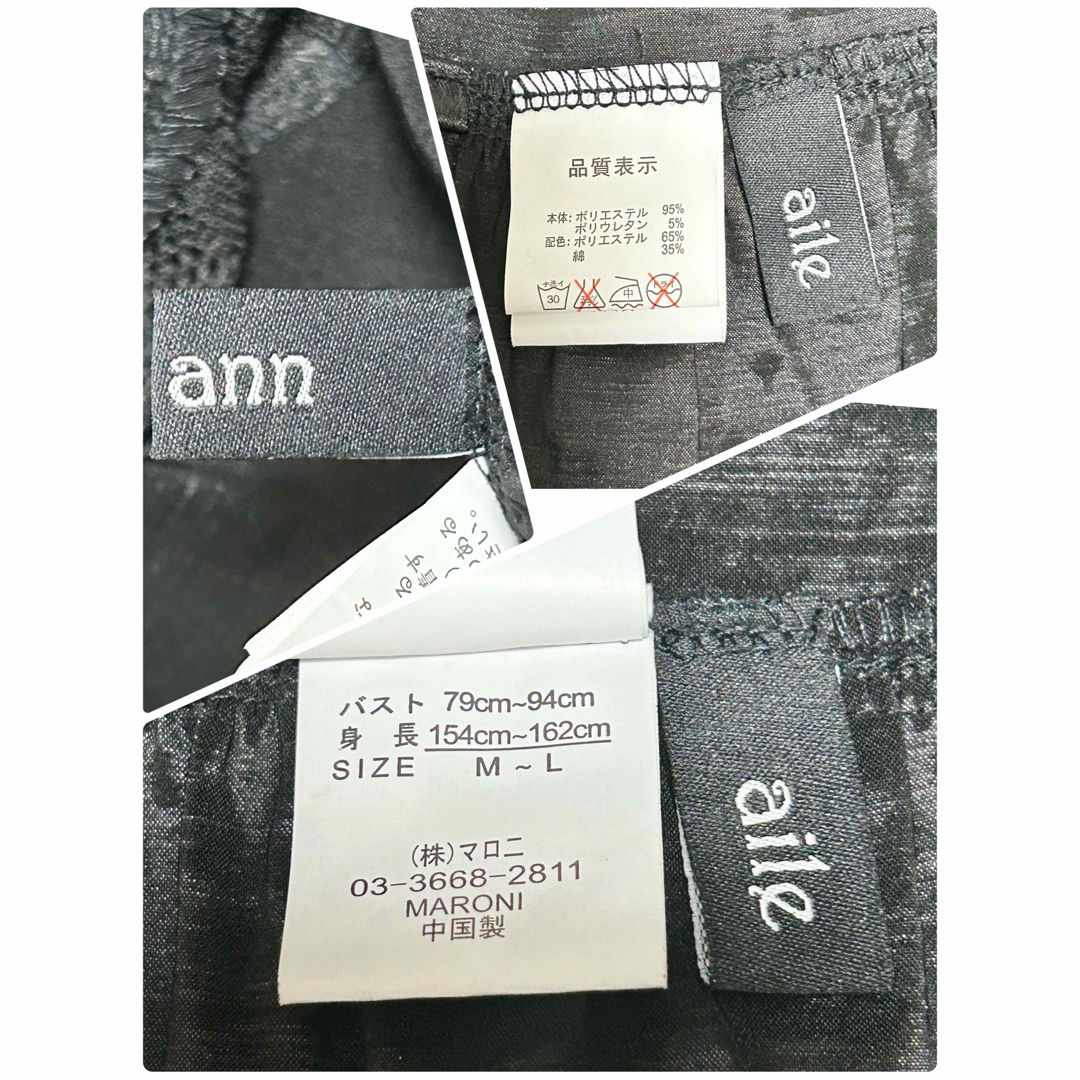 ann
品質表示
本体: ポリエステル 95%
ポリウレタン 5%
配色: ポリエステル 65%
綿 35%
30
中
ドライ
aile
バスト 79cm~94cm
身 長 154cm~162cm
SIZE M ~ L
(株)マロニ
03-3668-2811
MARONI
中国製
aile